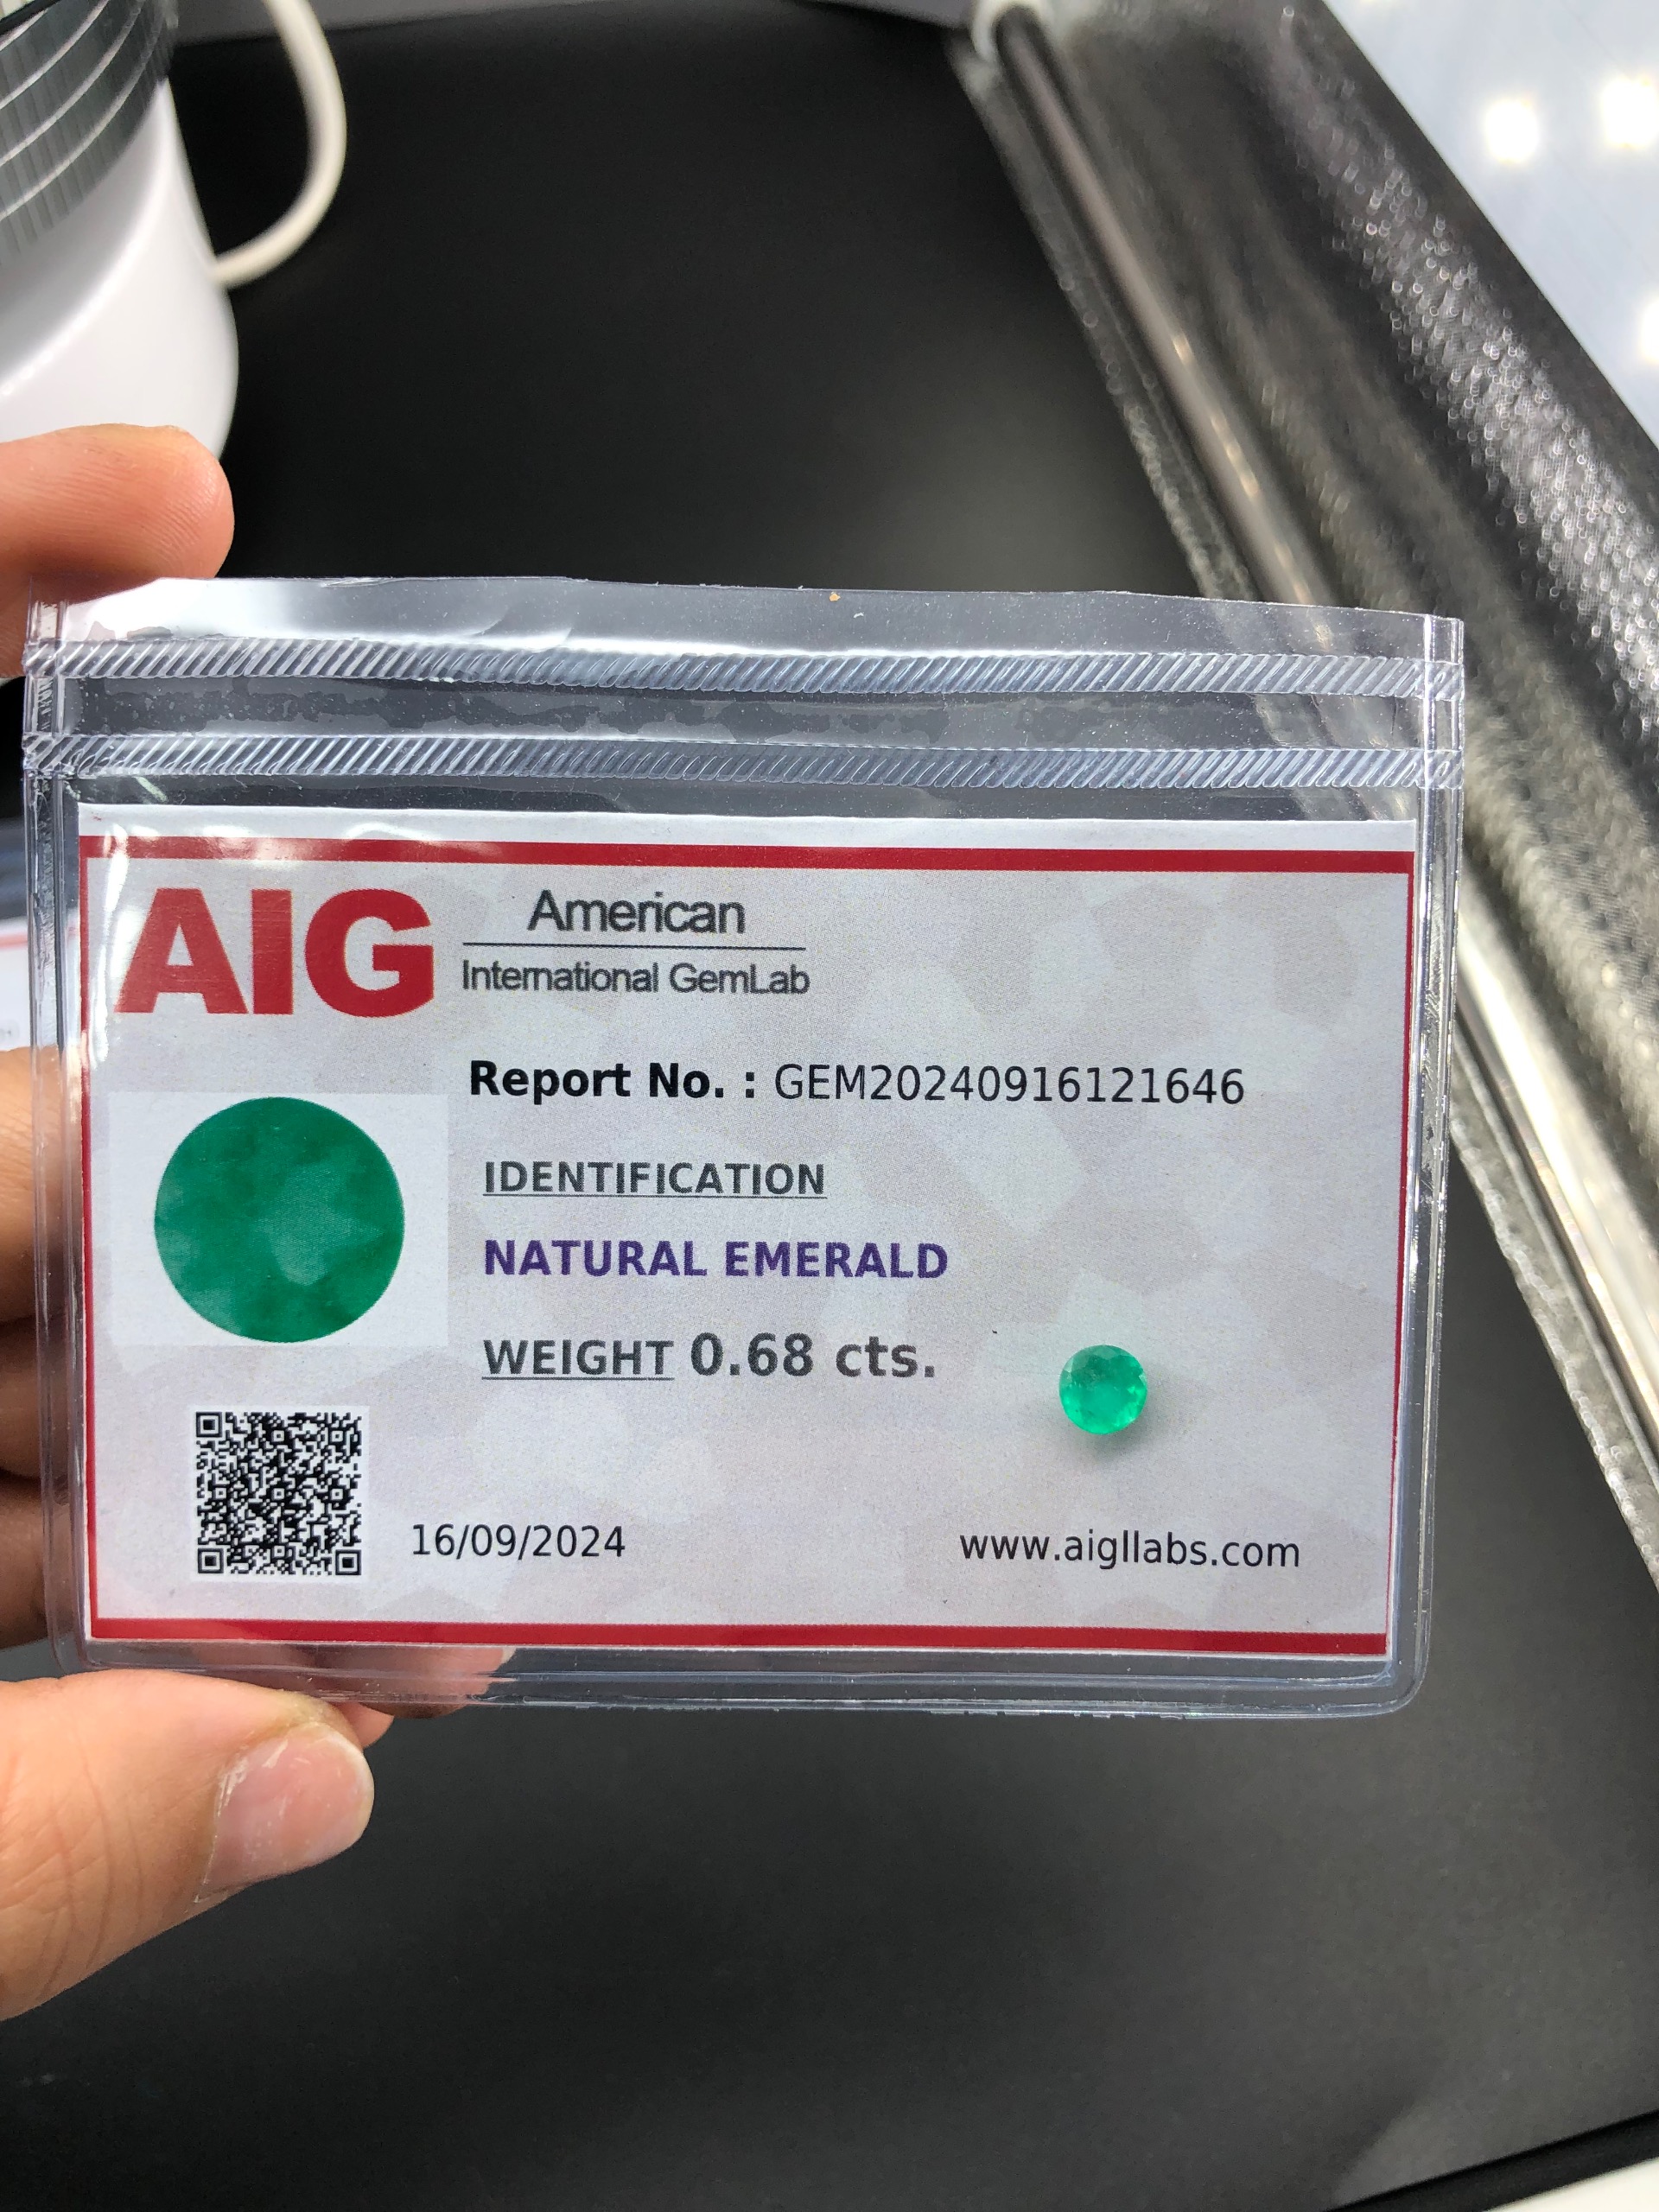 AIG American
International GemLab
Report No. : GEM20240916121646
IDENTIFICATION
NATURAL EMERALD
WEIGHT 0.68 cts.
16/09/2024
www.aigllabs.com